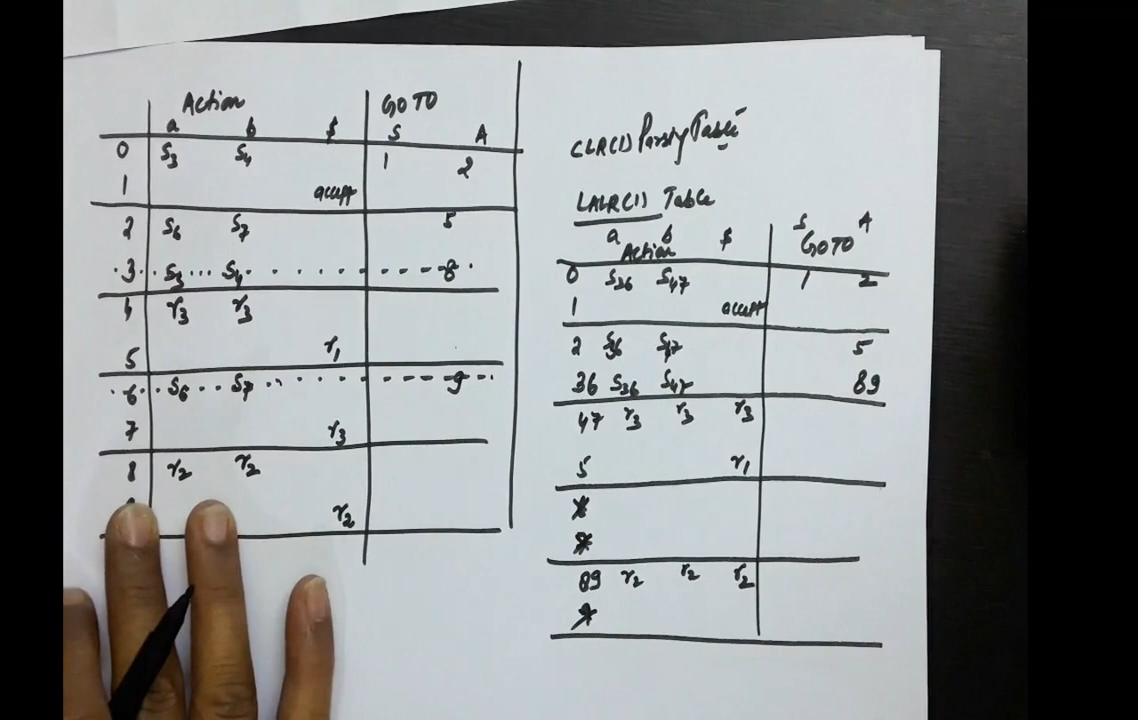 Action GOTO
a b $ S A
0 S3 S4 1 2
1 accept
2 S6 S7 5
3 S3 S4 8
4 r3 r3
5 r1
6 S6 S7 9
7 r3
8 r2 r2
r2
CLR(1) Parsing Table
LALR(1) Table
a b $ S A
Action GOTO
0 S36 S47 1 2
1 accept
2 S36 S47 5
36 S36 S47 89
47 r3 r3 r3
5 r1
89 r2 r2 r2